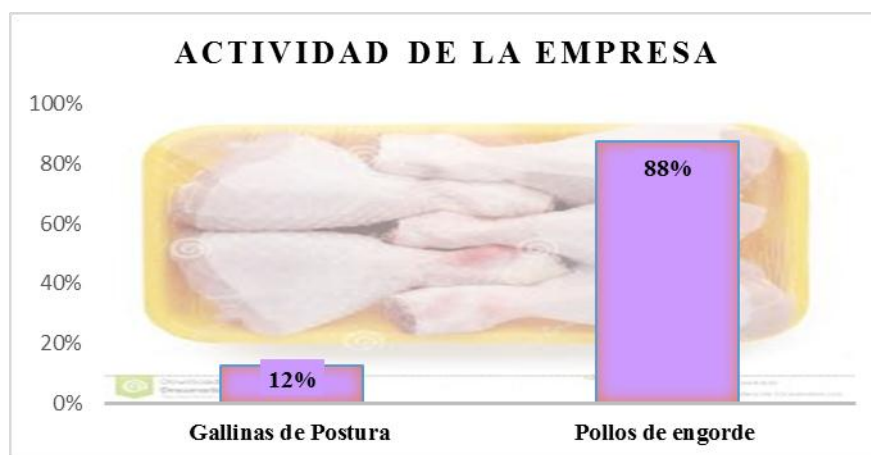 ACTIVIDAD DE LA EMPRESA
100%
80%
60%
40%
20%
0%
88%
12%
Gallinas de Postura
Pollos de engorde